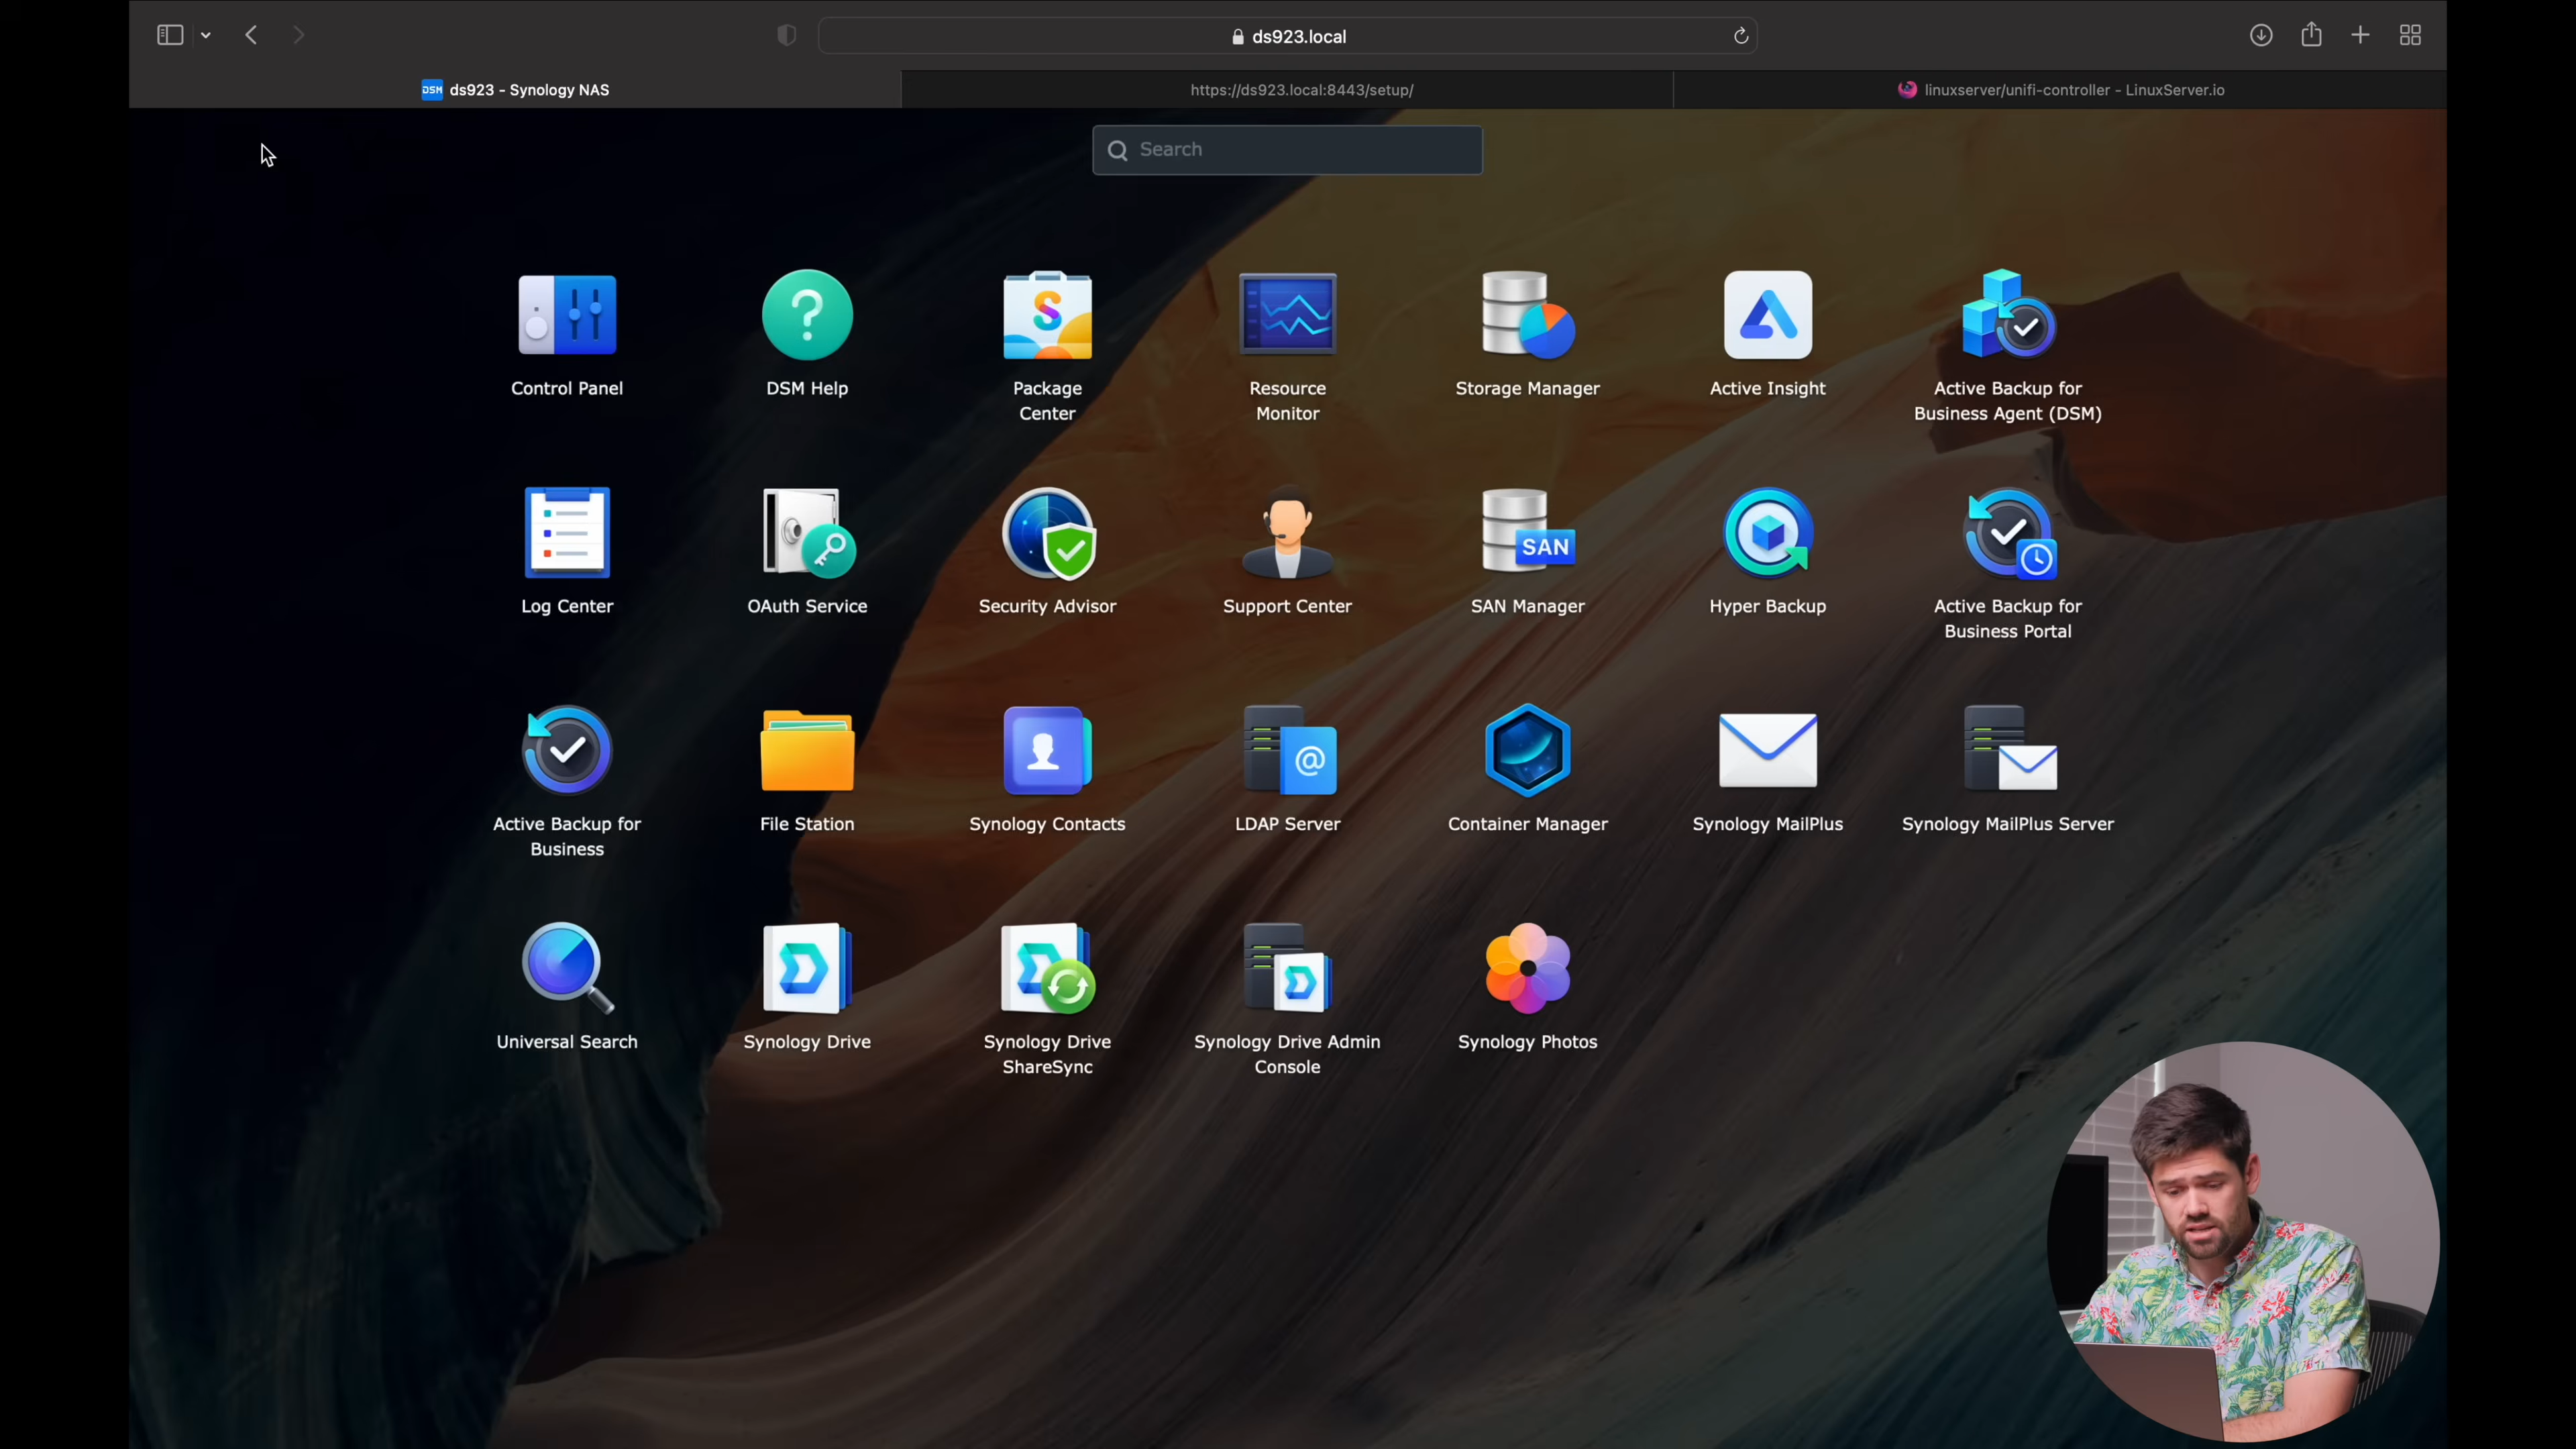 ds923.local
DSM ds923 - Synology NAS
https://ds923.local:8443/setup/
linuxserver/unifi-controller - LinuxServer.io
Search
Control Panel
DSM Help
Package
Center
Resource
Monitor
Storage Manager
Active Insight
Active Backup for
Business Agent (DSM)
Log Center
OAuth Service
Security Advisor
Support Center
SAN
SAN Manager
Hyper Backup
Active Backup for
Business Portal
Active Backup for
Business
File Station
Synology Contacts
@
LDAP Server
Container Manager
Synology MailPlus
Synology MailPlus Server
Universal Search
Synology Drive
Synology Drive
ShareSync
Synology Drive Admin
Console
Synology Photos